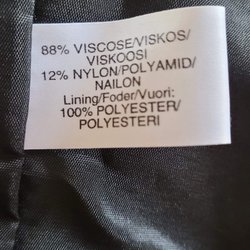 88% VISCOSE/VISKOS/
VISKOOSI
12% NYLON/POLYAMID/
NAILON
Lining/Foder/Vuori:
100% POLYESTER/
POLYESTERI